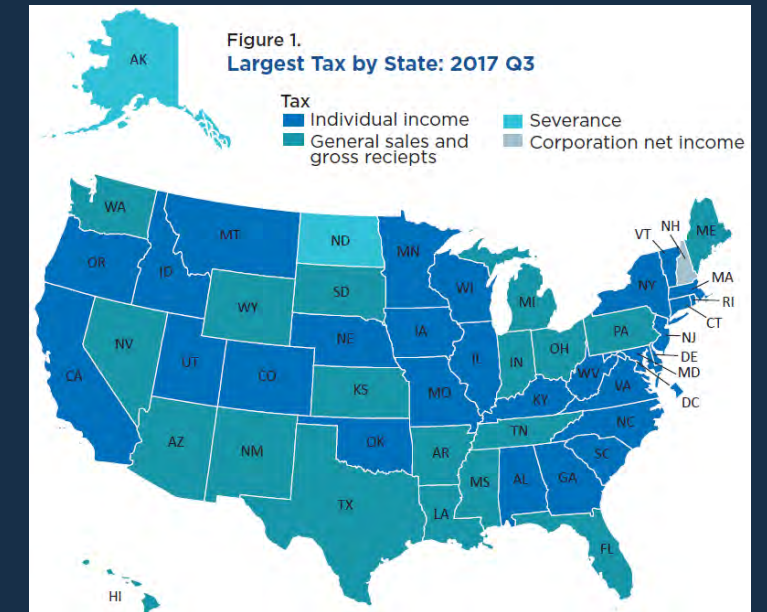 Figure 1.
Largest Tax by State: 2017 Q3
Tax
Individual income
General sales and
gross reciepts
Severance
Corporation net income
AK
WA
MT
ND
MN
VT
NH
ME
OR
ID
WY
SD
WI
MI
NY
MA
RI
CT
NV
UT
CO
NE
IA
IL
IN
OH
PA
NJ
DE
MD
DC
CA
KS
MO
KY
WV
VA
AZ
NM
OK
AR
TN
NC
SC
TX
LA
MS
AL
GA
FL
HI